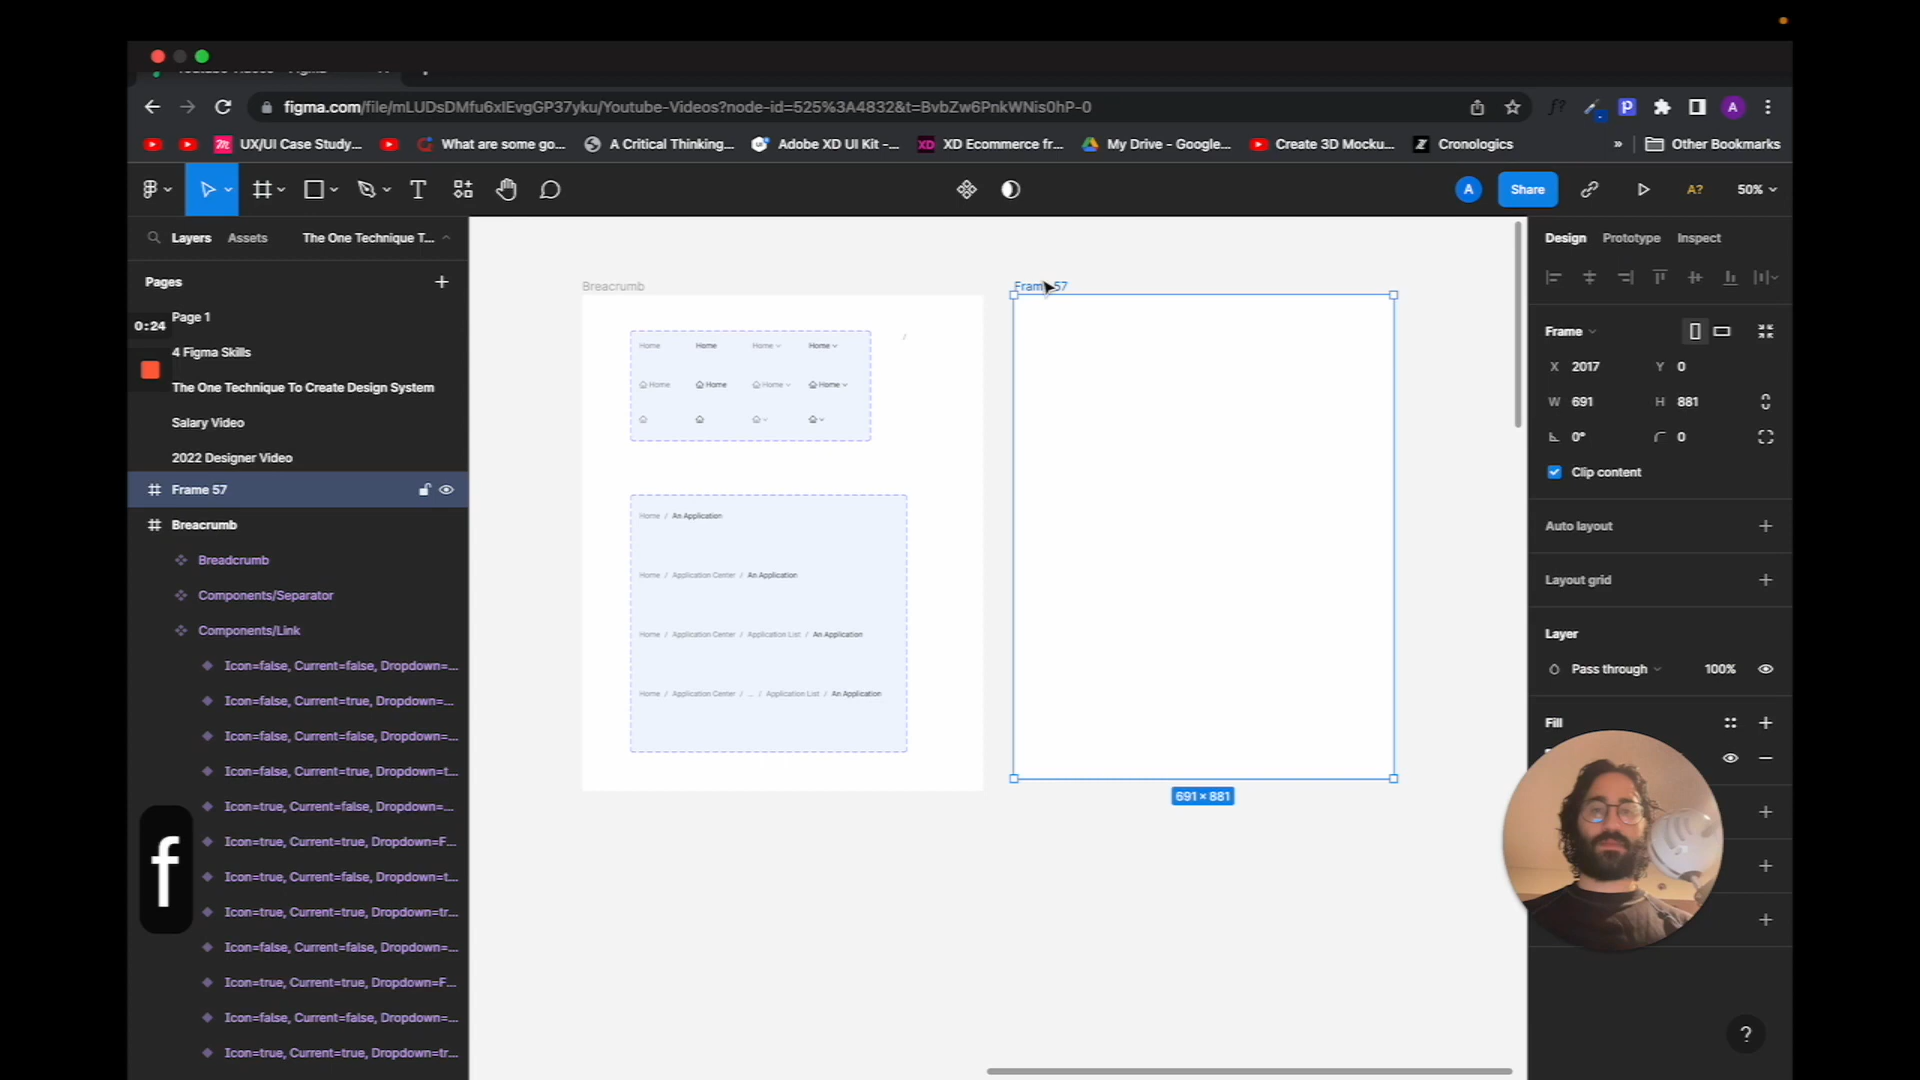 figma.com/file/mLUDsDMfu6xlEvgGP37yku/Youtube-Videos?node-id=525%3A4832&t=BvbZw6PnkWNis0hP-0
A
UX/UI Case Study...
What are some go...
A Critical Thinking...
Adobe XD UI Kit -...
XD Ecommerce fr...
My Drive - Google...
Create 3D Mocku...
Cronologics
» Other Bookmarks
A
Share
A?
50%
Layers
Assets
The One Technique T...
Pages
Page 1
0:24
4 Figma Skills
The One Technique To Create Design System
Salary Video
2022 Designer Video
Frame 57
Breacrumb
Breadcrumb
Components/Separator
Components/Link
Icon=false, Current=false, Dropdown=...
Icon=false, Current=true, Dropdown=...
Icon=false, Current=false, Dropdown=...
Icon=false, Current=true, Dropdown=t...
Icon=true, Current=false, Dropdown=...
Icon=true, Current=true, Dropdown=F...
Icon=true, Current=false, Dropdown=t...
Icon=true, Current=true, Dropdown=tr...
Icon=false, Current=false, Dropdown=...
Icon=true, Current=true, Dropdown=F...
Icon=false, Current=false, Dropdown=...
Icon=true, Current=true, Dropdown=tr...
f
Breacrumb
Home Home Home Home
Home Home Home Home
/
Home / An Application
Home / Application Center / An Application
Home / Application Center / Application List / An Application
Home / Application Center / ... / Application List / An Application
Frame 57
691 × 881
Design
Prototype
Inspect
Frame
X 2017 Y 0
W 691 H 881
0° 0
Clip content
Auto layout
Layout grid
Layer
Pass through 100%
Fill
?